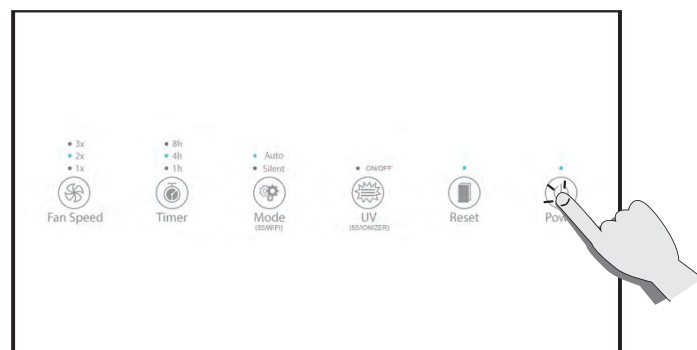 3x
2x
1x
8h
4h
1h
Auto
Silent
ON/OFF
Fan Speed
Timer
Mode
(5S/WIFI)
UV
(5S/IONIZER)
Reset
Pow